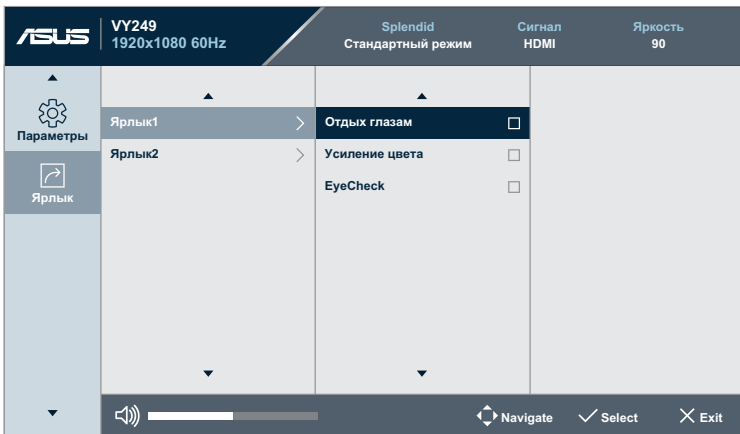 ASUS
VY249
1920x1080 60Hz
Splendid
Стандартный режим
Сигнал
HDMI
Яркость
90
Параметры
Ярлык
Ярлык1
Ярлык2
Отдых глазам
Усиление цвета
EyeCheck
Navigate
Select
Exit